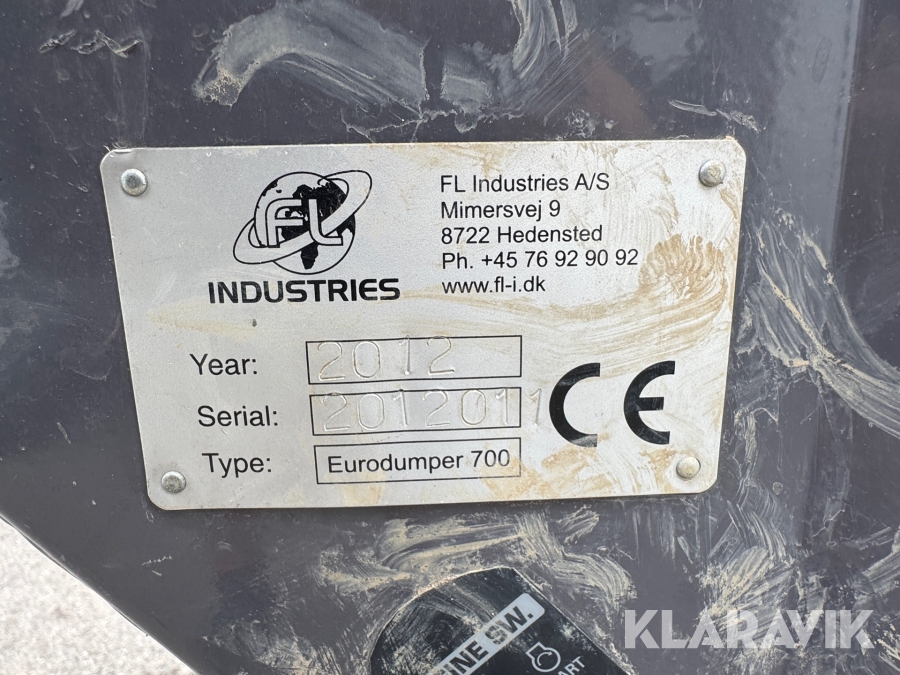 FL
INDUSTRIES
FL Industries A/S
Mimersvej 9
8722 Hedensted
Ph. +45 76 92 90 92
www.fl-i.dk
Year: 2012
Serial: 2012011
Type: Eurodumper 700
CE
SW.
KLARAVIK